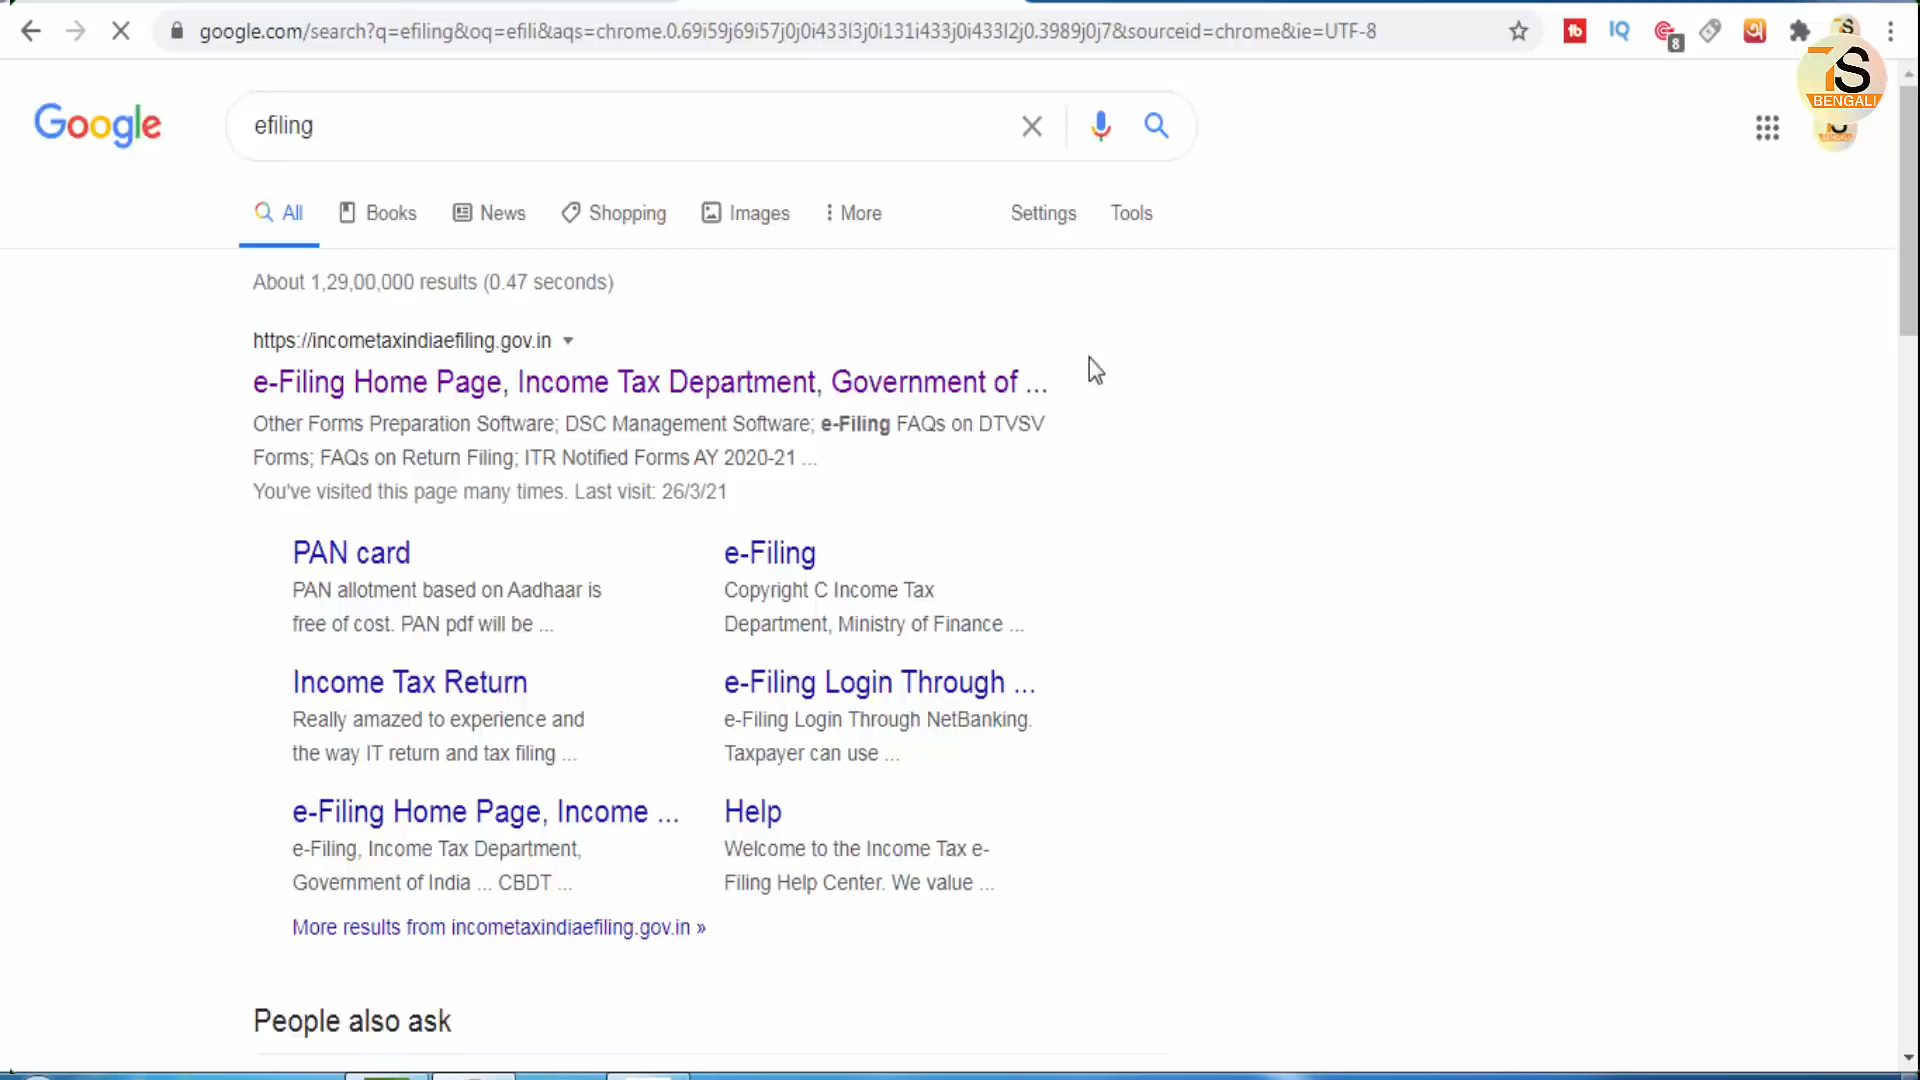 google.com/search?q=efiling&oq=efili&aqs=chrome.0.69i59j69i57j0j0i433l3j0i131i433j0i433l2j0.3989j0j7&sourceid=chrome&ie=UTF-8
IQ
8
অ
TS
BENGALI
Google
efiling
All
Books
News
Shopping
Images
More
Settings
Tools
About 1,29,00,000 results (0.47 seconds)
https://incometaxindiaefiling.gov.in
e-Filing Home Page, Income Tax Department, Government of ...
Other Forms Preparation Software; DSC Management Software; e-Filing FAQs on DTVSV
Forms; FAQs on Return Filing; ITR Notified Forms AY 2020-21 ...
You've visited this page many times. Last visit: 26/3/21
PAN card
PAN allotment based on Aadhaar is
free of cost. PAN pdf will be ...
e-Filing
Copyright C Income Tax
Department, Ministry of Finance ...
Income Tax Return
Really amazed to experience and
the way IT return and tax filing ...
e-Filing Login Through ...
e-Filing Login Through NetBanking.
Taxpayer can use ...
e-Filing Home Page, Income ...
e-Filing, Income Tax Department,
Government of India ... CBDT ...
Help
Welcome to the Income Tax e-
Filing Help Center. We value ...
More results from incometaxindiaefiling.gov.in »
People also ask